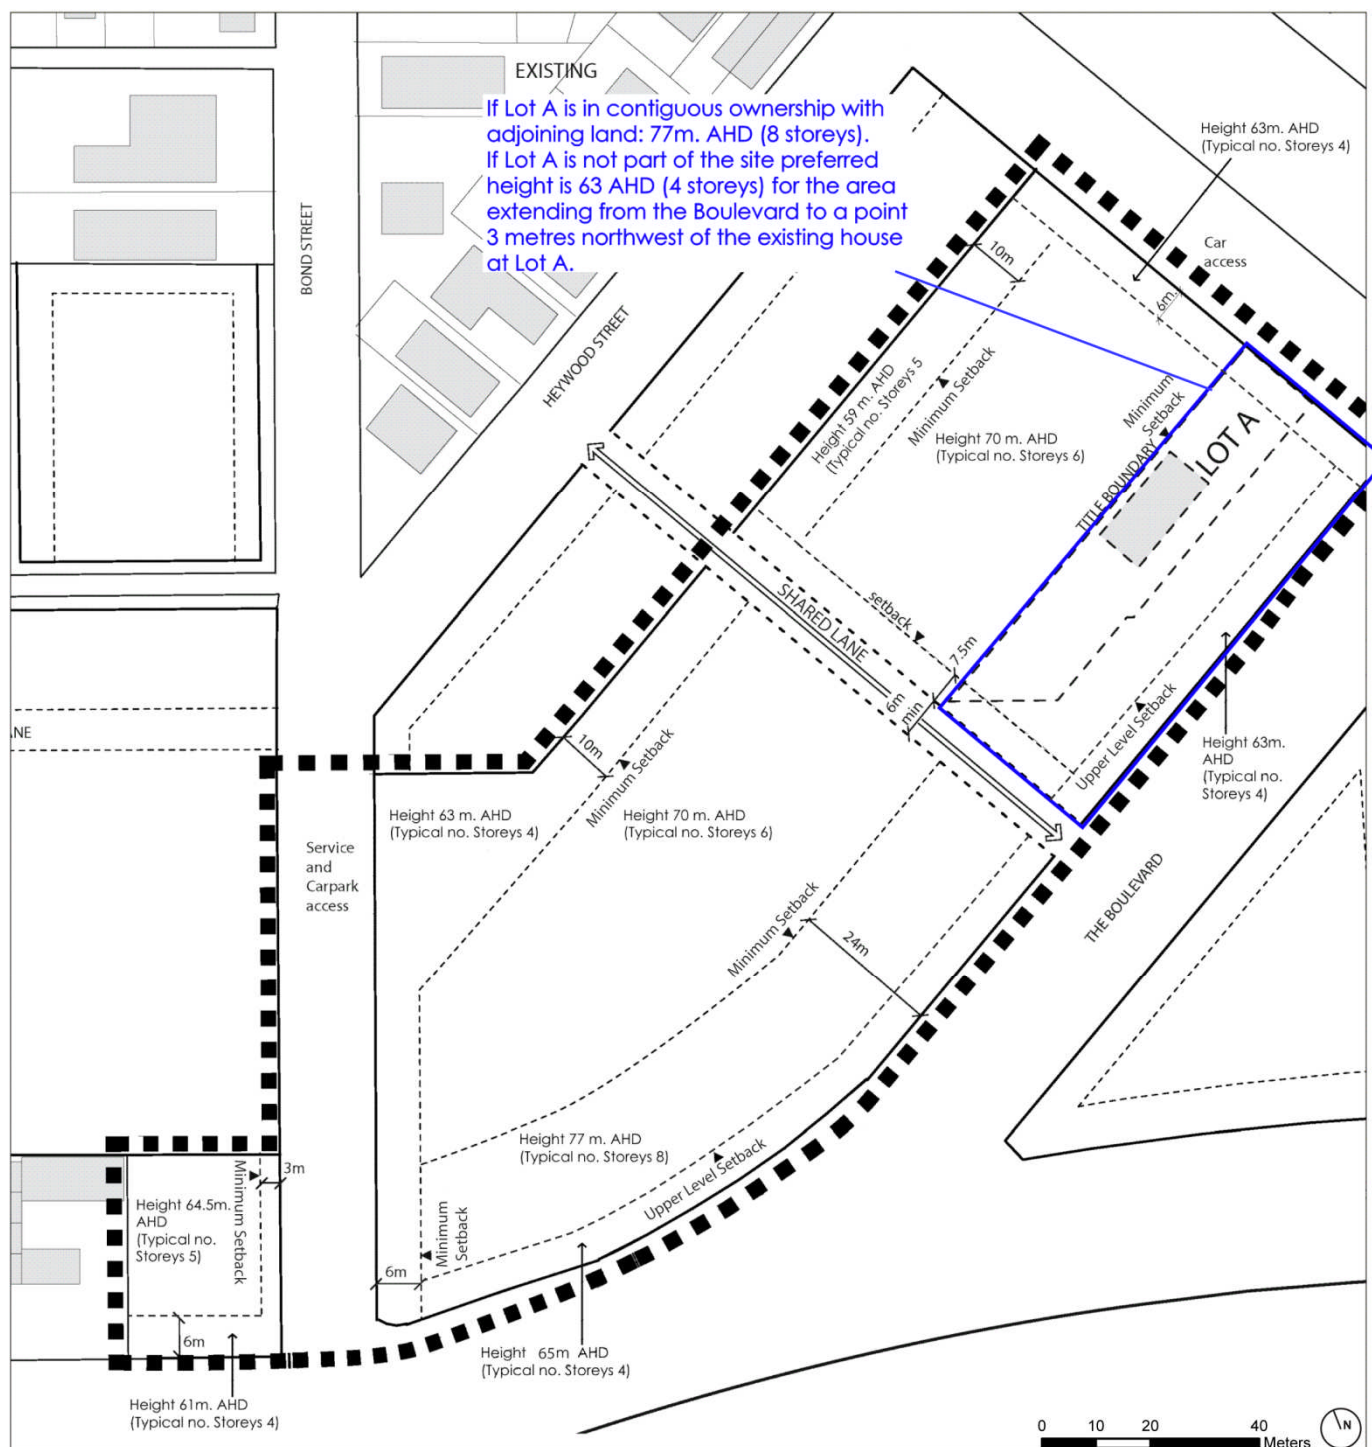 EXISTING
If Lot A is in contiguous ownership with
adjoining land: 77m. AHD (8 storeys).
If Lot A is not part of the site preferred
height is 63 AHD (4 storeys) for the area
extending from the Boulevard to a point
3 metres northwest of the existing house
at Lot A.
Height 63m. AHD
(Typical no. Storeys 4)
Car
access
BOND STREET
HEYWOOD STREET
10m
6m
Height 59 m. AHD
(Typical no. Storeys 5
Minimum Setback
Height 70 m. AHD
(Typical no. Storeys 6)
Minimum
Setback
TITLE BOUNDARY
LOT A
SHARED LANE
setback
7.5m
6m
min
Upper Level Setback
Height 63m.
AHD
(Typical no.
Storeys 4)
ANE
10m
Minimum Setback
Height 63 m. AHD
(Typical no. Storeys 4)
Height 70 m. AHD
(Typical no. Storeys 6)
Service
and
Carpark
access
Minimum Setback
24m
THE BOULEVARD
Height 77 m. AHD
(Typical no. Storeys 8)
Upper Level Setback
Minimum Setback
3m
Height 64.5m.
AHD
(Typical no.
Storeys 5)
Minimum
Setback
6m
6m
Height 65m AHD
(Typical no. Storeys 4)
Height 61m. AHD
(Typical no. Storeys 4)
0 10 20 40
Meters
N